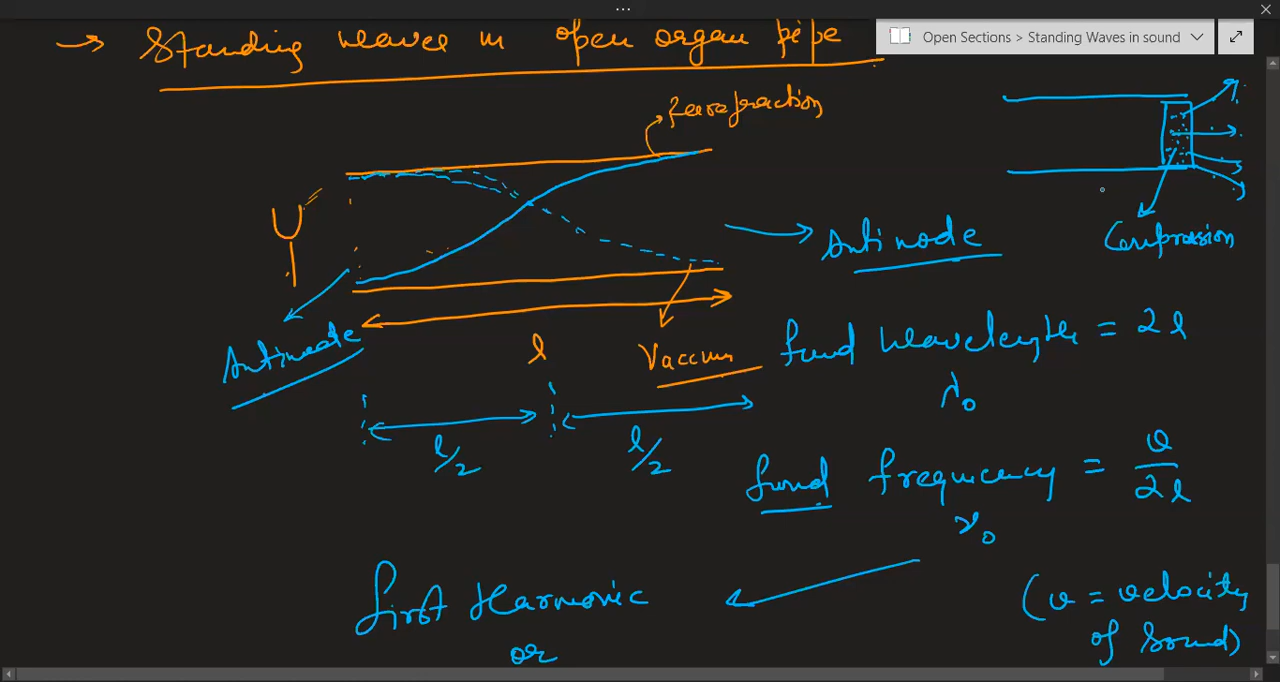 → Standing waves in open organ pipe
Open Sections > Standing Waves in sound
Rarefraction
Compression
Antinode
Antinode
l
Vaccum
fund wavelength = 2l
λ₀
l/2
l/2
fund frequency = v/2l
ν₀
first Harmonic
or
(v = velocity
of sound)